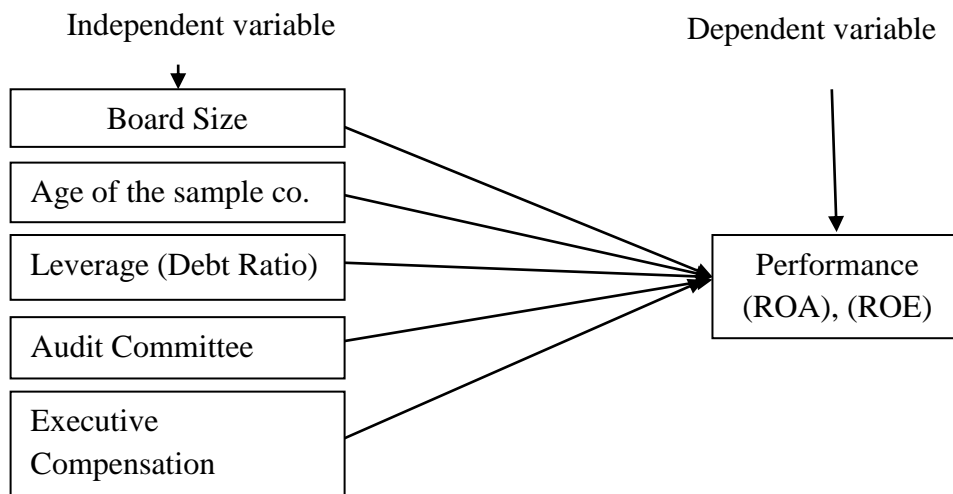 Independent variable
Dependent variable
Board Size
Age of the sample co.
Leverage (Debt Ratio)
Audit Committee
Executive
Compensation
Performance
(ROA), (ROE)